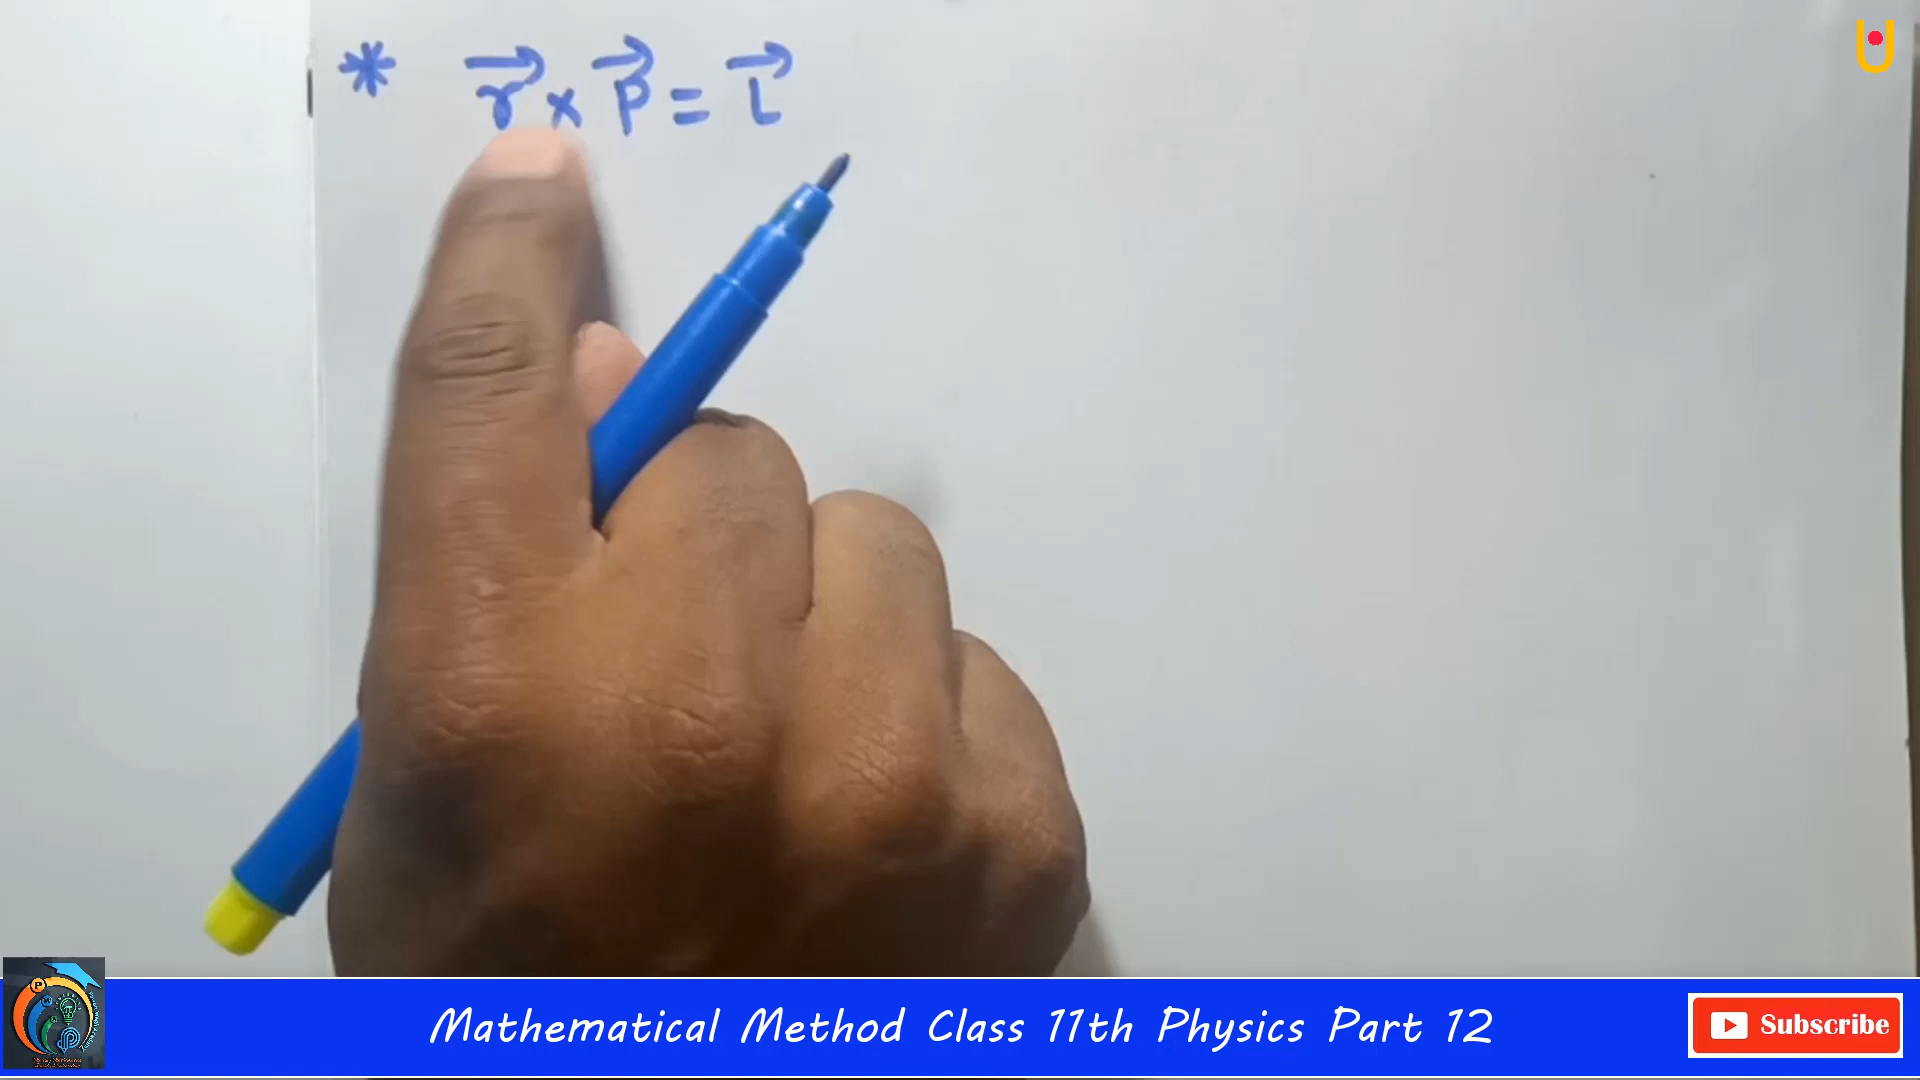 * r⃗ × P⃗ = L⃗
Mathematical Method Class 11th Physics Part 12
Subscribe